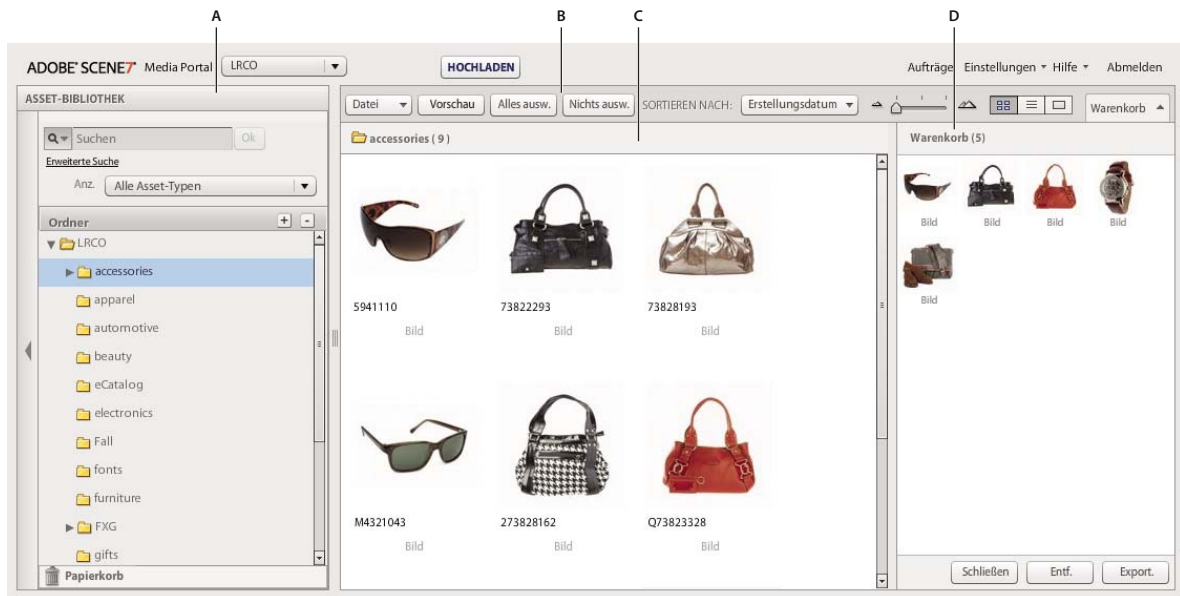 A B C D
ADOBE® SCENE7® Media Portal LRCO HOCHLADEN Aufträge Einstellungen Hilfe Abmelden
ASSET-BIBLIOTHEK
Suchen Ok
Erweiterte Suche
Anz. Alle Asset-Typen
Ordner + -
LRCO
accessories
apparel
automotive
beauty
eCatalog
electronics
Fall
fonts
furniture
FXG
gifts
Papierkorb
Datei Vorschau Alles ausw. Nichts ausw. SORTIEREN NACH: Erstellungsdatum Warenkorb
accessories ( 9 )
5941110 73822293 73828193
Bild Bild Bild
M4321043 273828162 Q73823328
Bild Bild Bild
Warenkorb (5)
Bild Bild Bild Bild
Bild
Schließen Entf. Export.